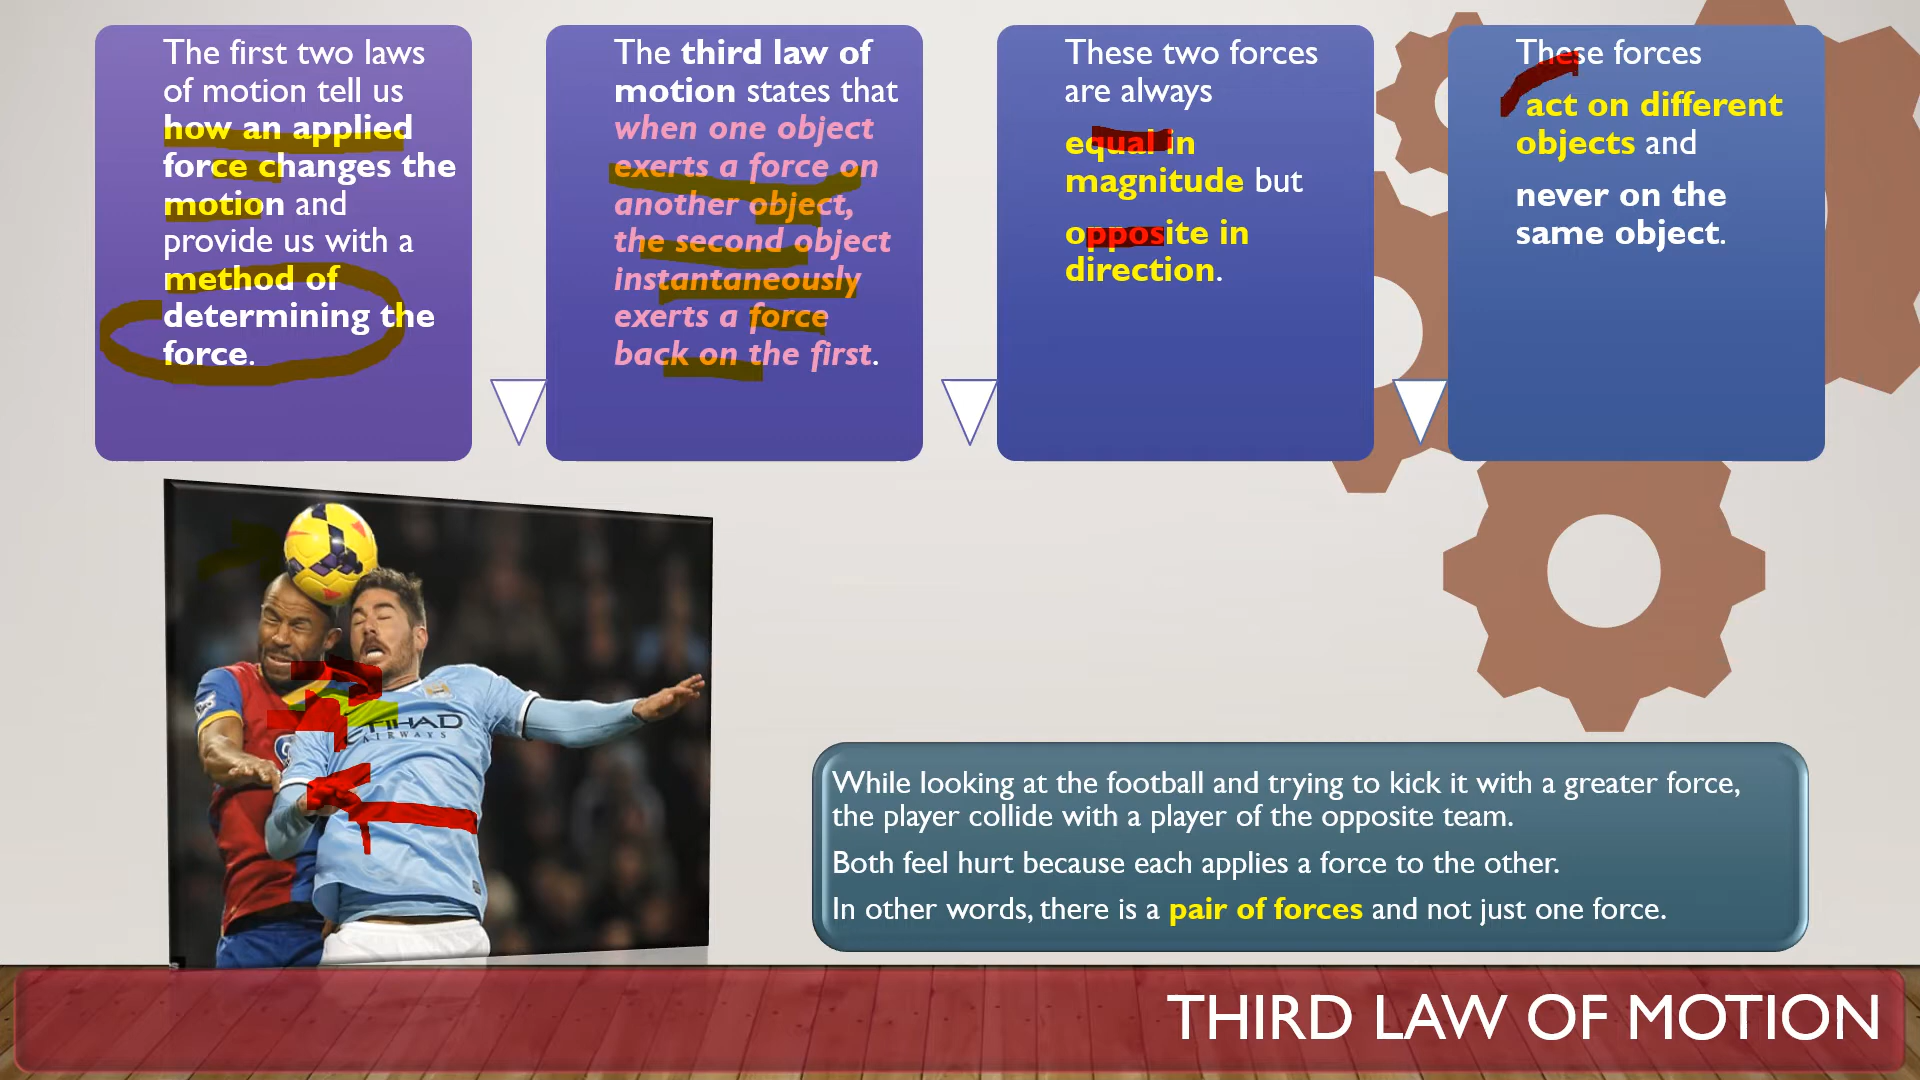 The first two laws
of motion tell us
how an applied
force changes the
motion and
provide us with a
method of
determining the
force.
The third law of
motion states that
when one object
exerts a force on
another object,
the second object
instantaneously
exerts a force
back on the first.
These two forces
are always
equal in
magnitude but
opposite in
direction.
These forces
act on different
objects and
never on the
same object.
ETIHAD
AIRWAYS
While looking at the football and trying to kick it with a greater force,
the player collide with a player of the opposite team.
Both feel hurt because each applies a force to the other.
In other words, there is a pair of forces and not just one force.
THIRD LAW OF MOTION